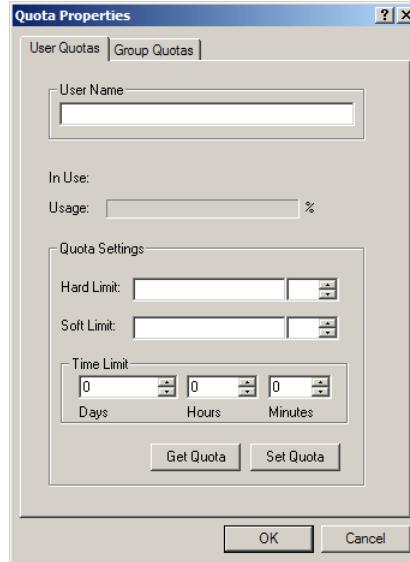 Quota Properties
User Quotas Group Quotas
User Name
In Use:
Usage: %
Quota Settings
Hard Limit:
Soft Limit:
Time Limit
0 0 0
Days Hours Minutes
Get Quota Set Quota
OK Cancel